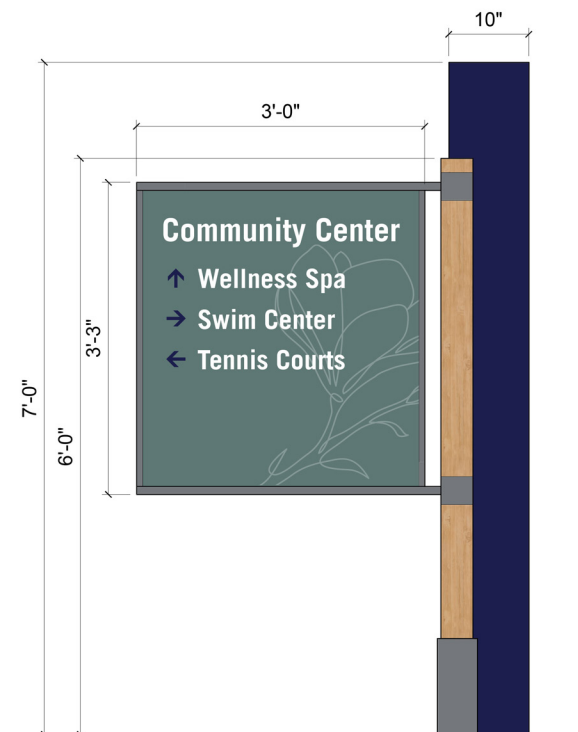 10"
3'-0"
Community Center
↑ Wellness Spa
→ Swim Center
← Tennis Courts
3'-3"
7'-0"
6'-0"